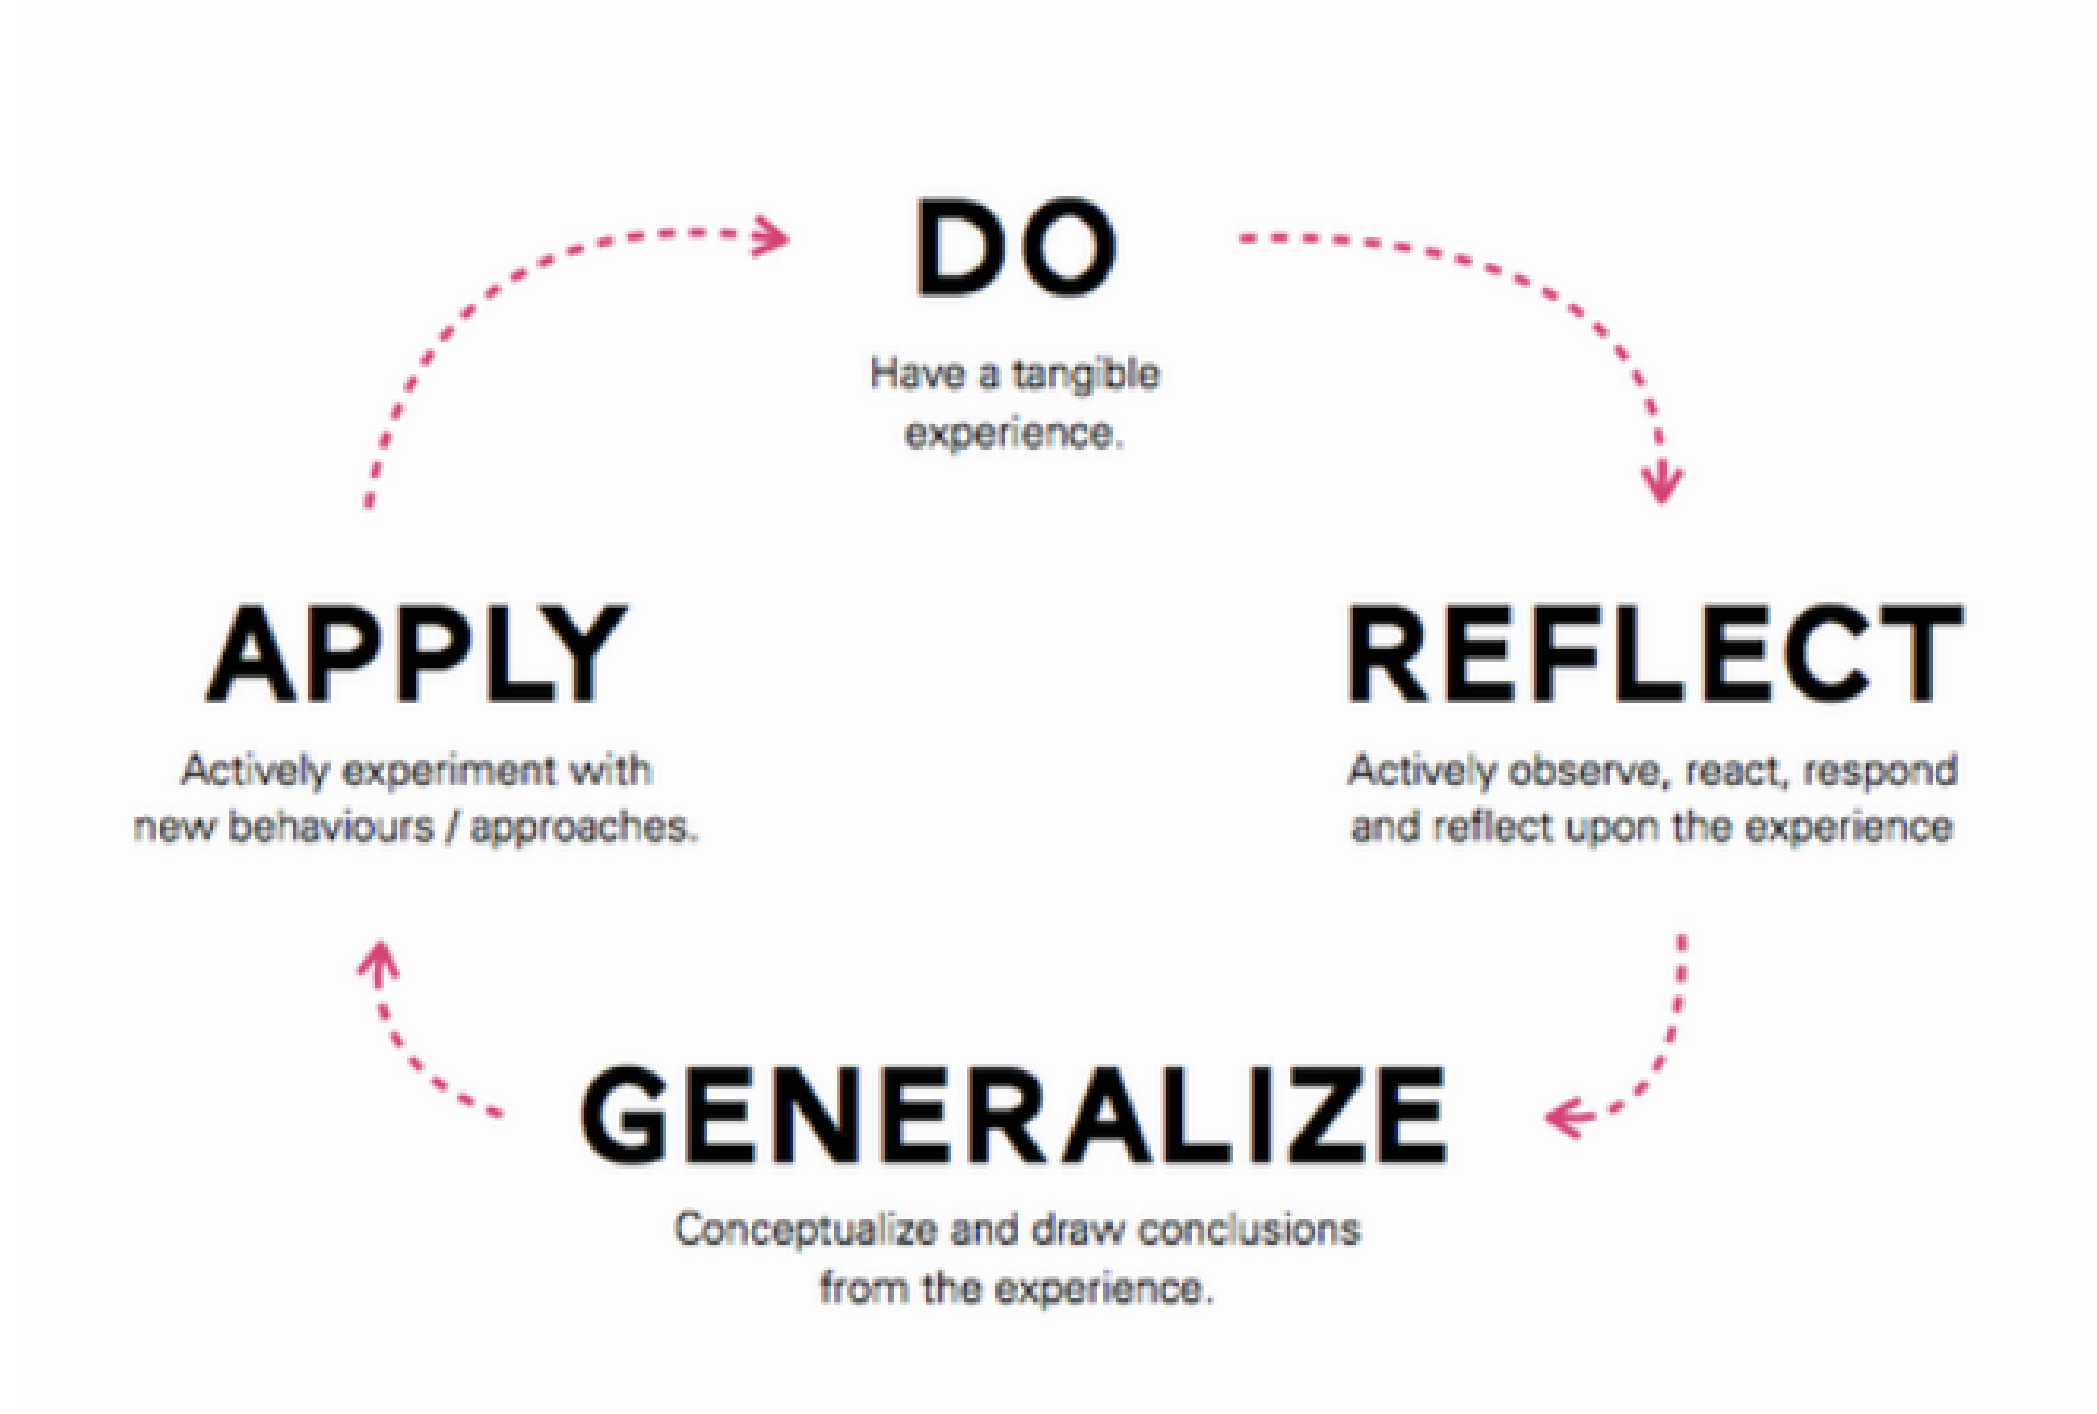 DO
Have a tangible
experience.
REFLECT
Actively observe, react, respond
and reflect upon the experience
GENERALIZE
Conceptualize and draw conclusions
from the experience.
APPLY
Actively experiment with
new behaviours / approaches.